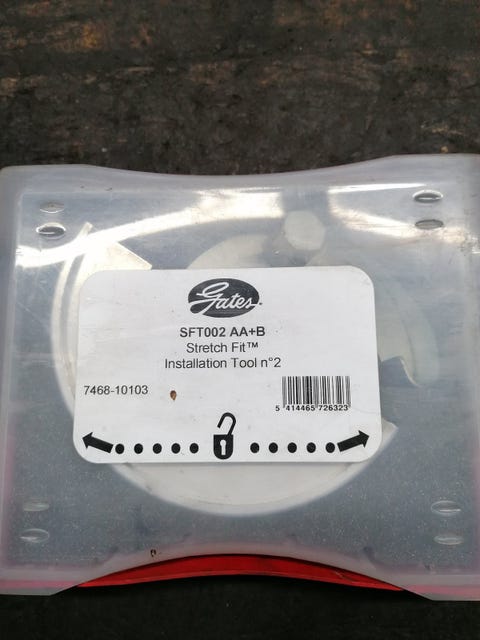 Gates
SFT002 AA+B
Stretch Fit™
Installation Tool n°2
7468-10103
5 414465 726323